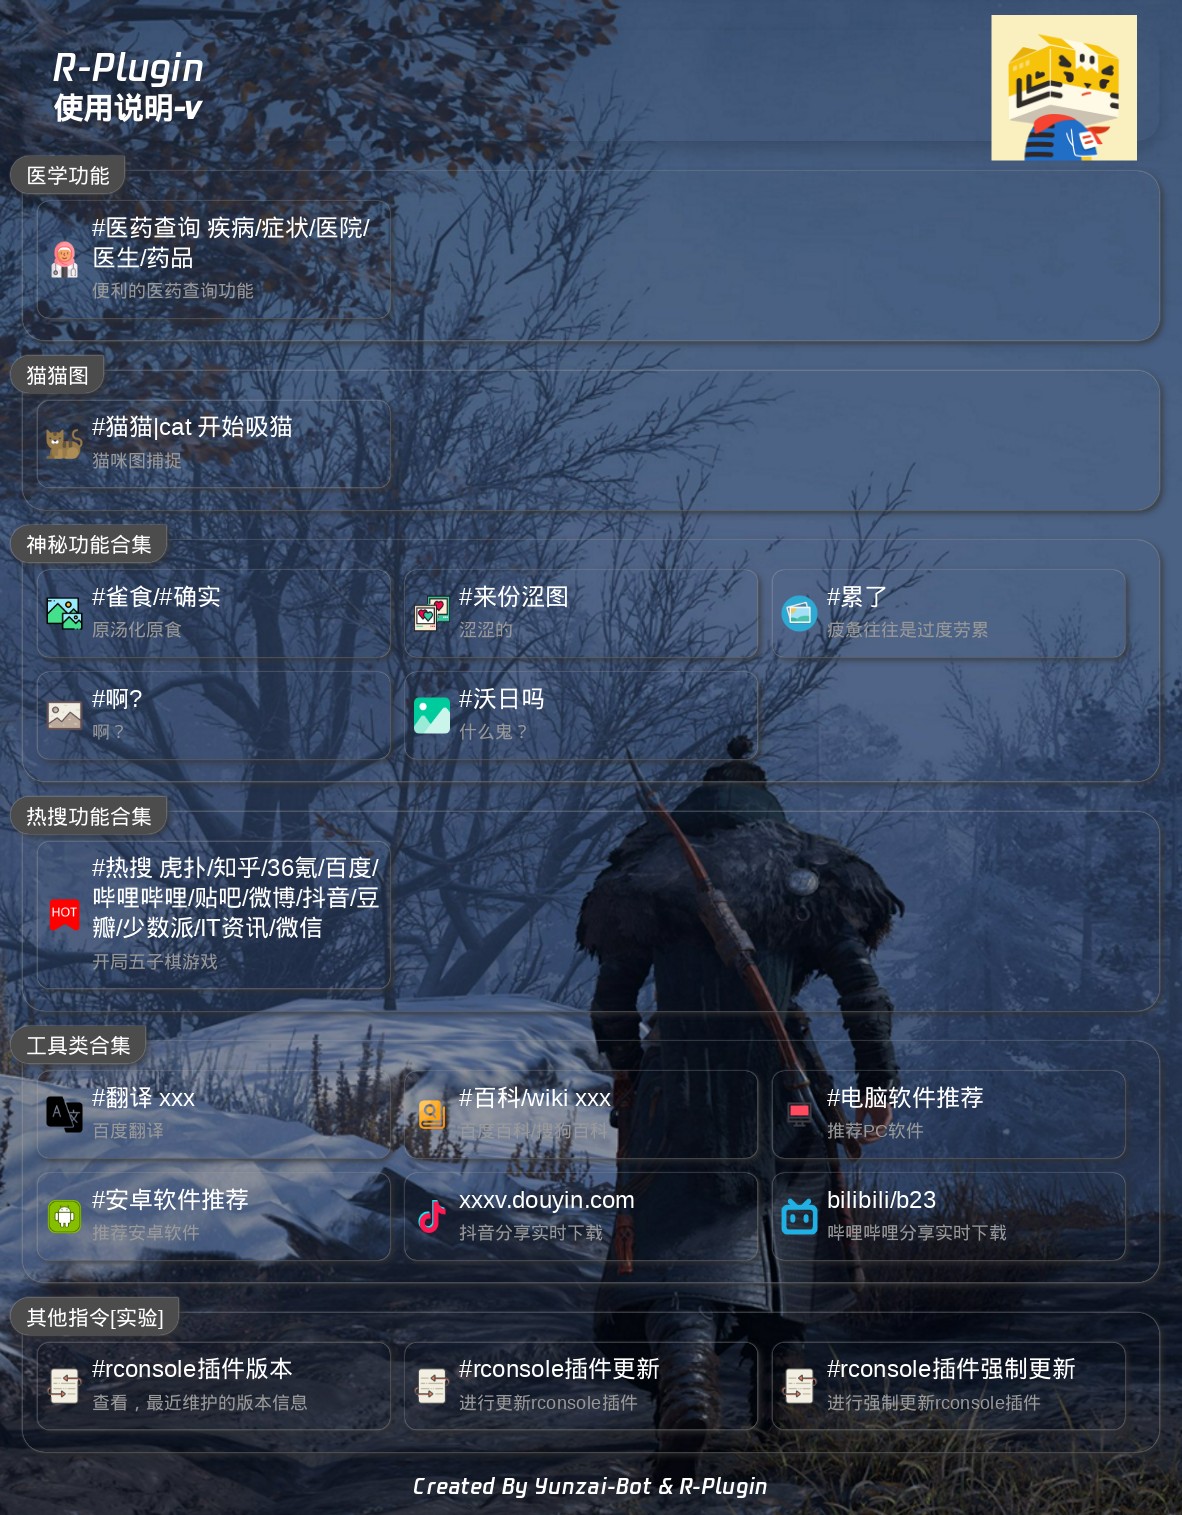 R-Plugin
使用说明-v
医学功能
#医药查询 疾病/症状/医院/
医生/药品
便利的医药查询功能
猫猫图
#猫猫|cat 开始吸猫
猫咪图捕捉
神秘功能合集
#雀食/#确实
原汤化原食
#来份涩图
涩涩的
#累了
疲惫往往是过度劳累
#啊?
啊？
#沃日吗
什么鬼？
热搜功能合集
#热搜 虎扑/知乎/36氪/百度/
哔哩哔哩/贴吧/微博/抖音/豆
瓣/少数派/IT资讯/微信
HOT
开局五子棋游戏
工具类合集
#翻译 xxx
百度翻译
#百科/wiki xxx
百度百科/搜狗百科
#电脑软件推荐
推荐PC软件
#安卓软件推荐
推荐安卓软件
xxxv.douyin.com
抖音分享实时下载
bilibili/b23
哔哩哔哩分享实时下载
其他指令[实验]
#rconsole插件版本
查看，最近维护的版本信息
#rconsole插件更新
进行更新rconsole插件
#rconsole插件强制更新
进行强制更新rconsole插件
Created By Yunzai-Bot & R-Plugin